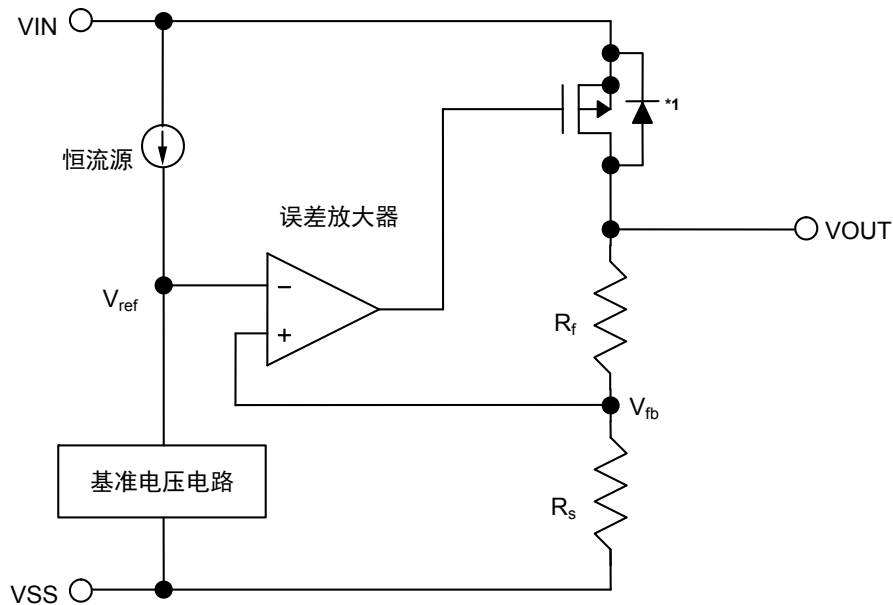 VIN
*1
恒流源
误差放大器
VOUT
Vref
−
+
Rf
Vfb
基准电压电路
Rs
VSS